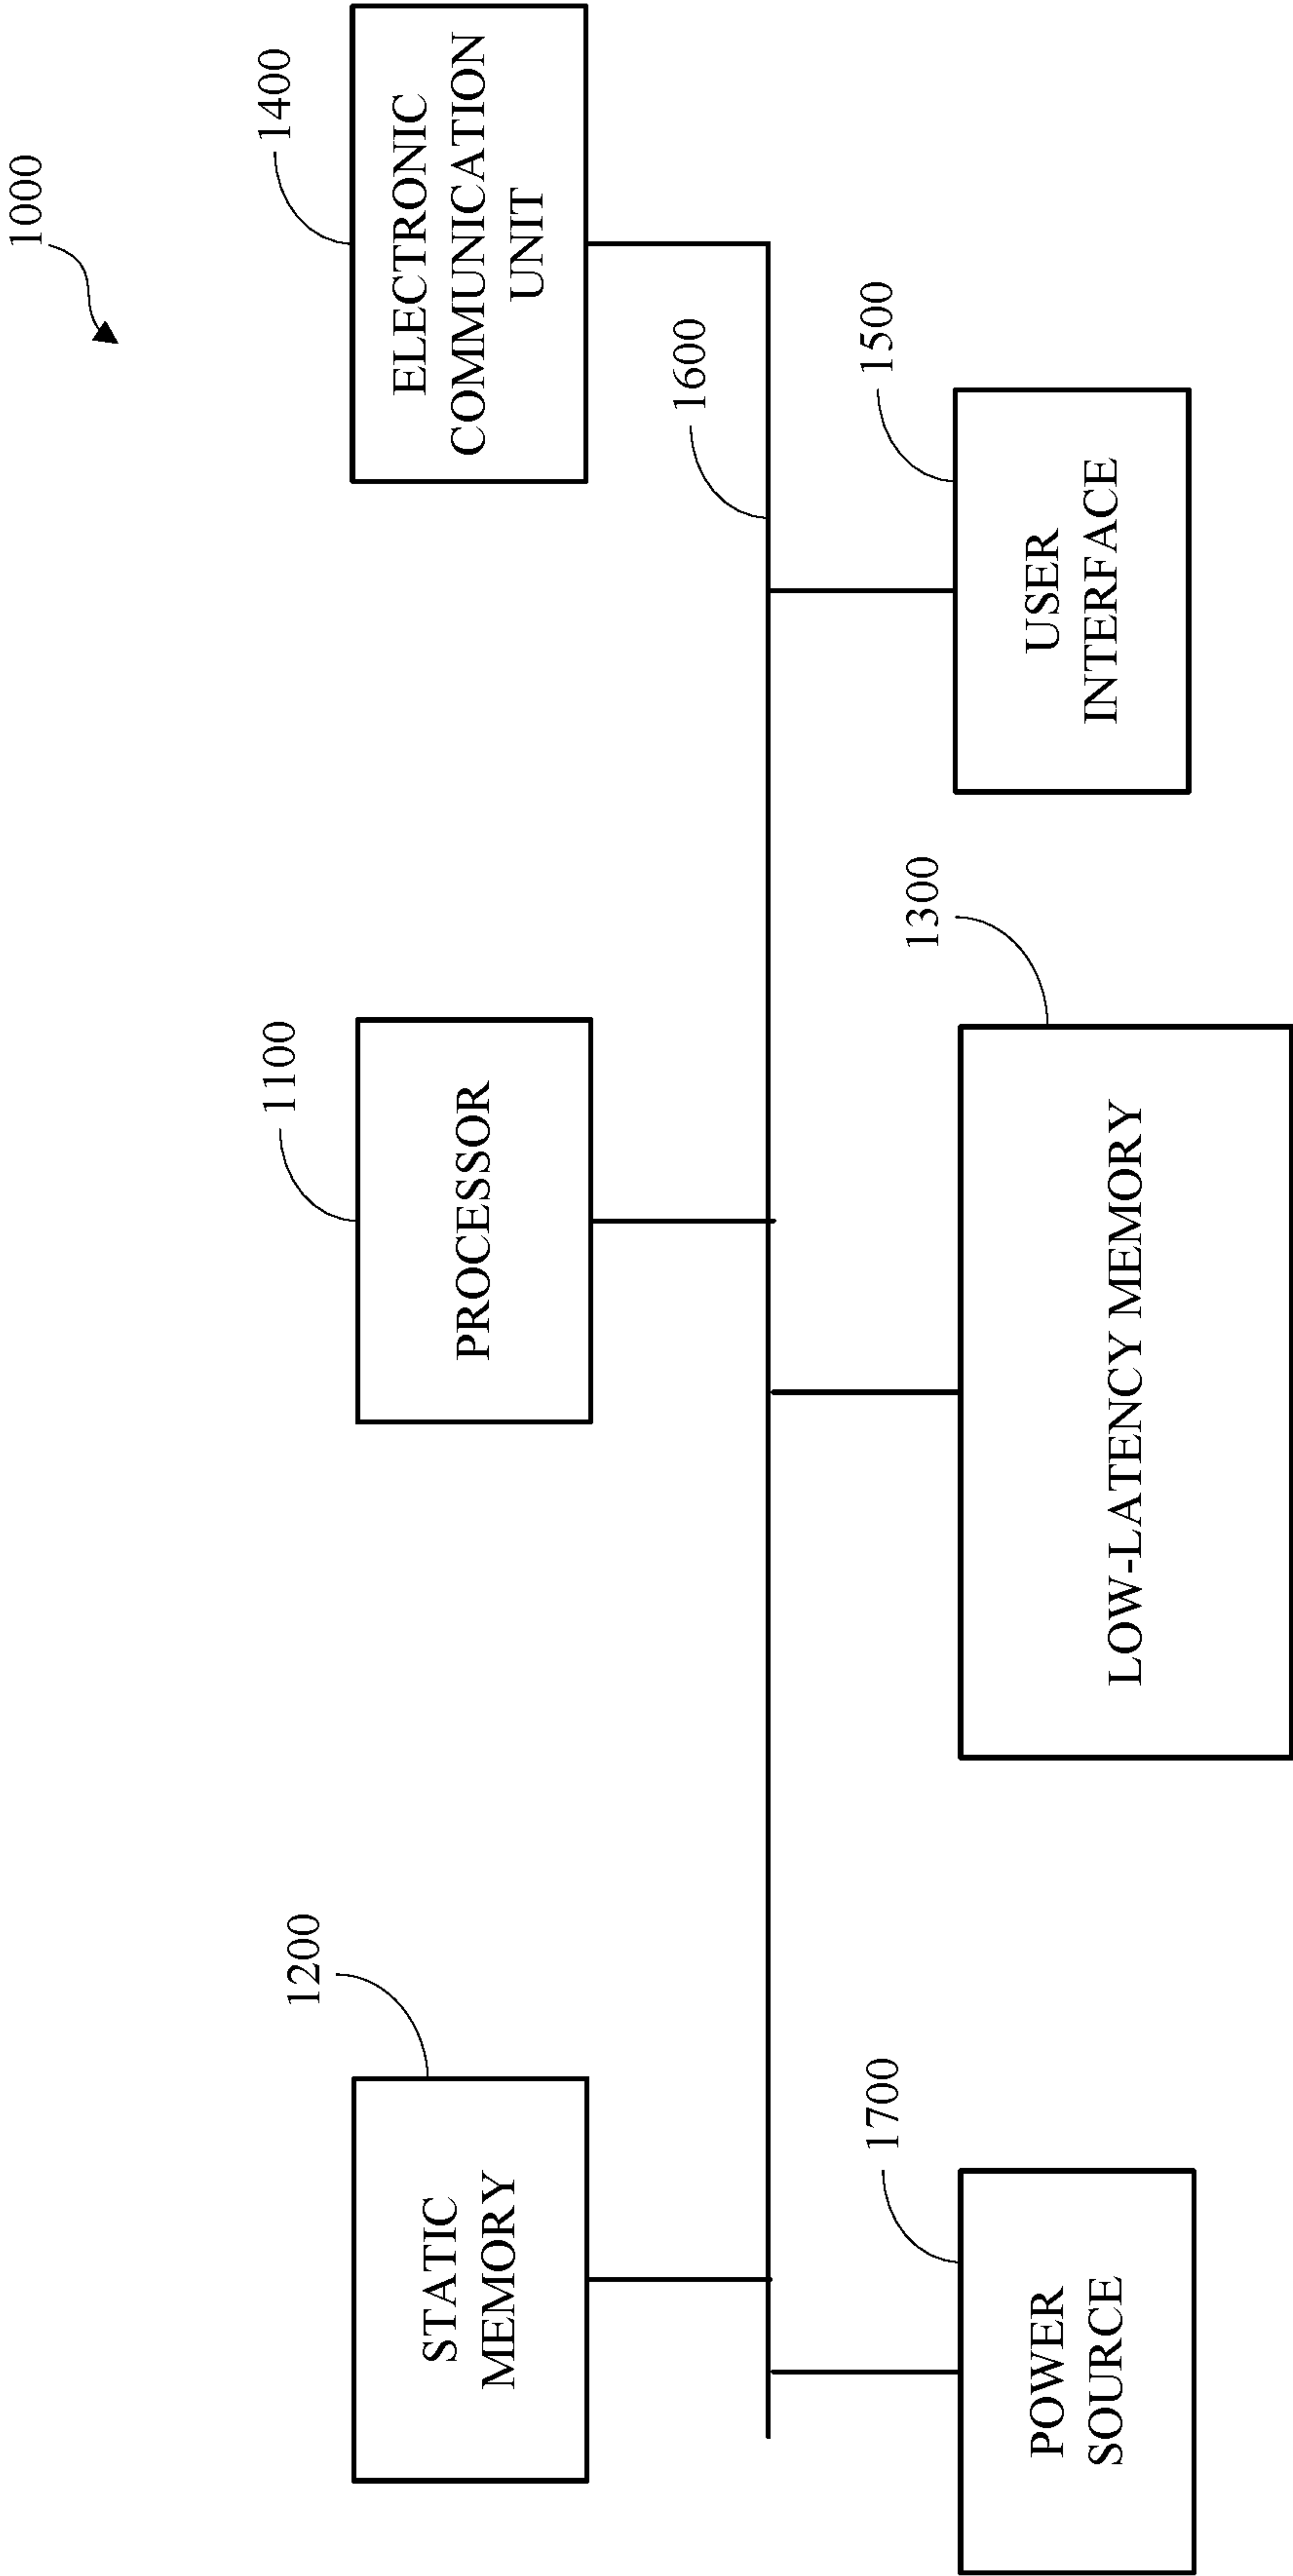 1000
1200
STATIC
MEMORY
1100
PROCESSOR
1400
ELECTRONIC
COMMUNICATION
UNIT
1600
1700
POWER
SOURCE
1300
LOW-LATENCY MEMORY
1500
USER
INTERFACE